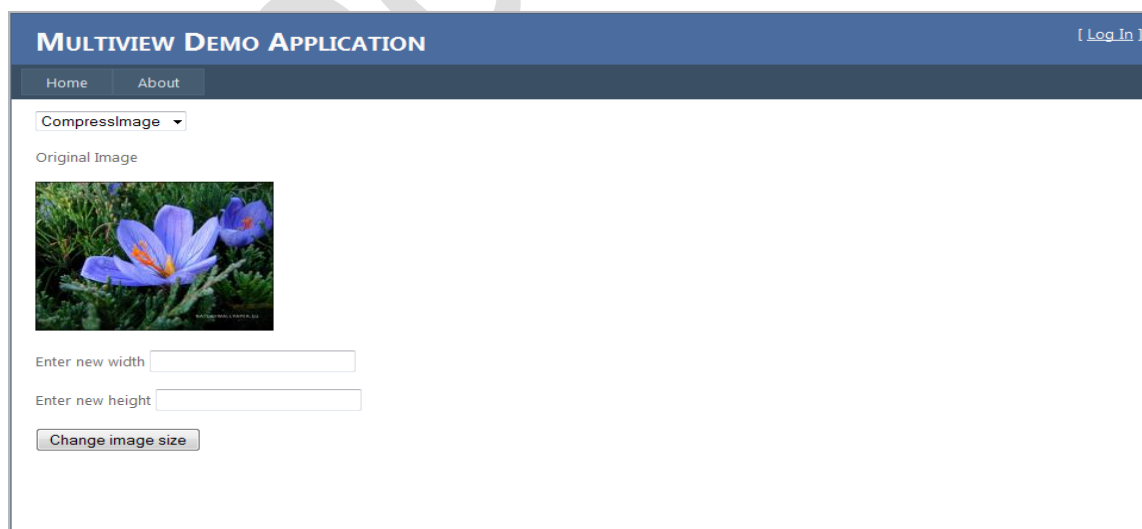 MULTIVIEW DEMO APPLICATION
[ Log In ]
Home About
CompressImage
Original Image
Enter new width
Enter new height
Change image size